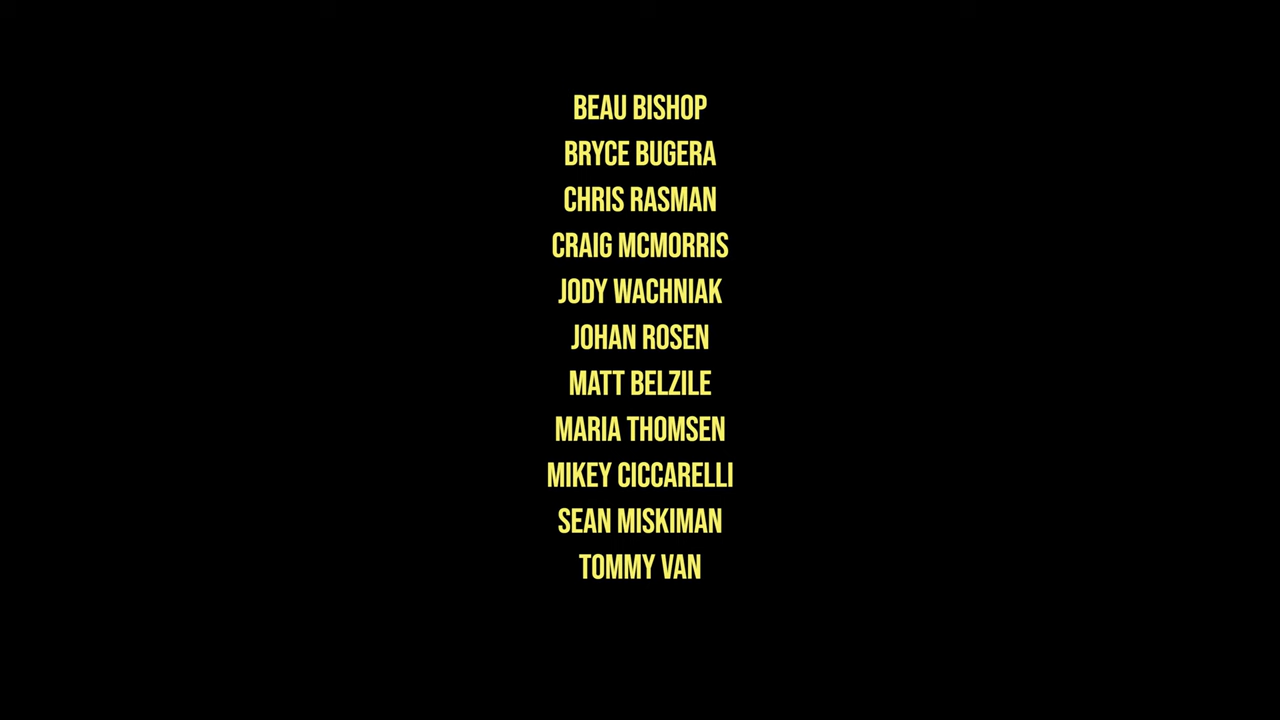 BEAU BISHOP
BRYCE BUGERA
CHRIS RASMAN
CRAIG MCMORRIS
JODY WACHNIAK
JOHAN ROSEN
MATT BELZILE
MARIA THOMSEN
MIKEY CICCARELLI
SEAN MISKIMAN
TOMMY VAN